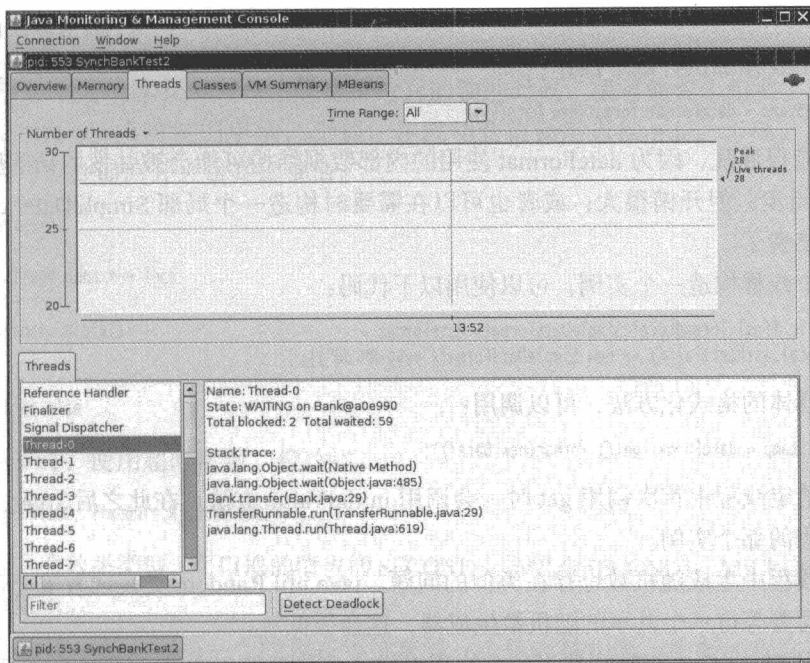 Java Monitoring & Management Console
Connection Window Help
pid: 553 SynchBankTest2
Overview Memory Threads Classes VM Summary MBeans
Time Range: All
Number of Threads
30
25
20
Peak
28
Live threads
28
13:52
Threads
Reference Handler
Finalizer
Signal Dispatcher
Thread-0
Thread-1
Thread-2
Thread-3
Thread-4
Thread-5
Thread-6
Thread-7
Name: Thread-0
State: WAITING on Bank@a0e990
Total blocked: 2 Total waited: 59
Stack trace:
java.lang.Object.wait(Native Method)
java.lang.Object.wait(Object.java:485)
Bank.transfer(Bank.java:29)
TransferRunnable.run(TransferRunnable.java:29)
java.lang.Thread.run(Thread.java:619)
Filter
Detect Deadlock
pid: 553 SynchBankTest2